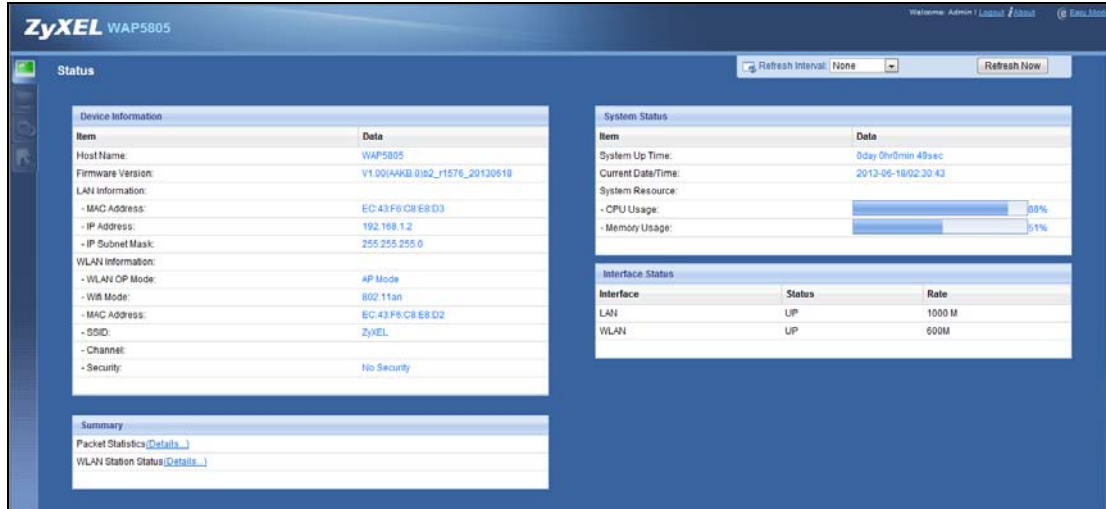 ZyXEL WAP5805
Welcome: Admin | Logout About Easy Mode
Status
Refresh Interval: None
Refresh Now
Device Information
Item Data
Host Name: WAP5805
Firmware Version: V1.00(AAKB.0)b2_r1576_20130618
LAN Information:
- MAC Address: EC:43:F6:C8:E8:D3
- IP Address: 192.168.1.2
- IP Subnet Mask: 255.255.255.0
WLAN Information:
- WLAN OP Mode: AP Mode
- Wifi Mode: 802.11an
- MAC Address: EC:43:F6:C8:E8:D2
- SSID: ZyXEL
- Channel:
- Security: No Security
Summary
Packet Statistics(Details...)
WLAN Station Status(Details...)
System Status
Item Data
System Up Time: 0day 0hr0min 49sec
Current Date/Time: 2013-06-18/02:30:43
System Resource:
- CPU Usage: 88%
- Memory Usage: 51%
Interface Status
Interface Status Rate
LAN UP 1000 M
WLAN UP 600M